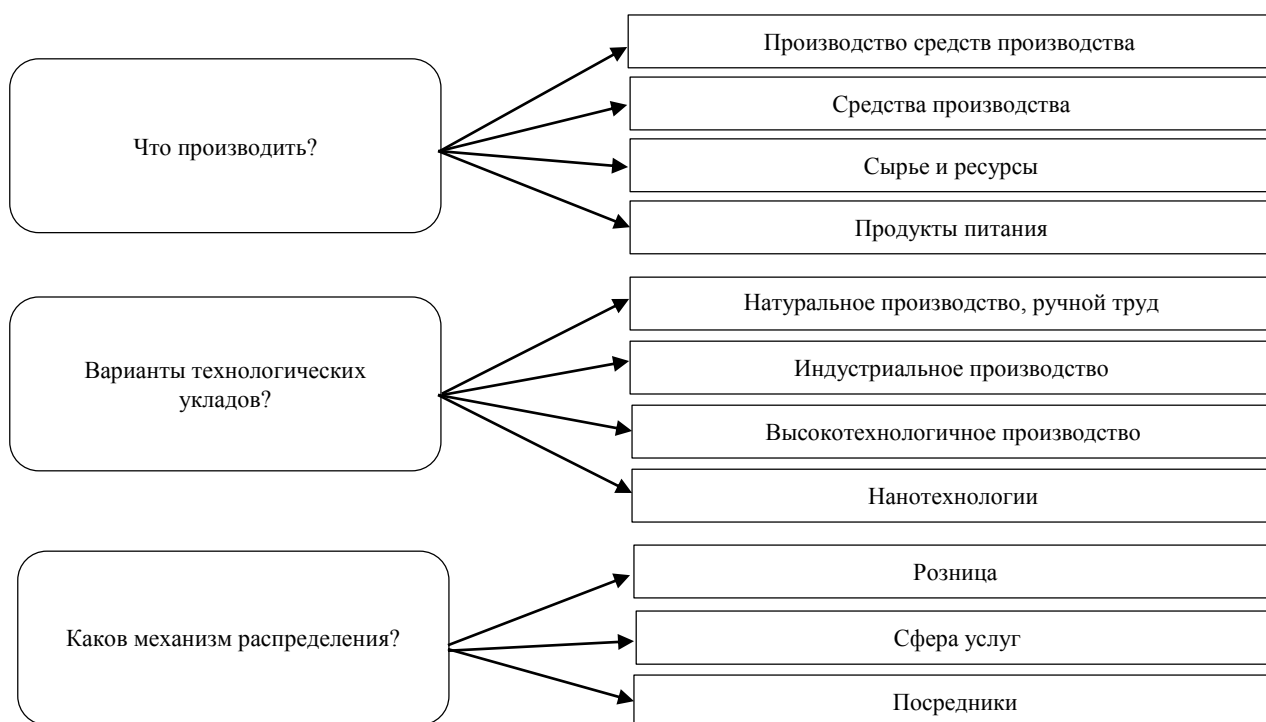 Что производить?
Производство средств производства
Средства производства
Сырье и ресурсы
Продукты питания
Варианты технологических
укладов?
Натуральное производство, ручной труд
Индустриальное производство
Высокотехнологичное производство
Нанотехнологии
Каков механизм распределения?
Розница
Сфера услуг
Посредники